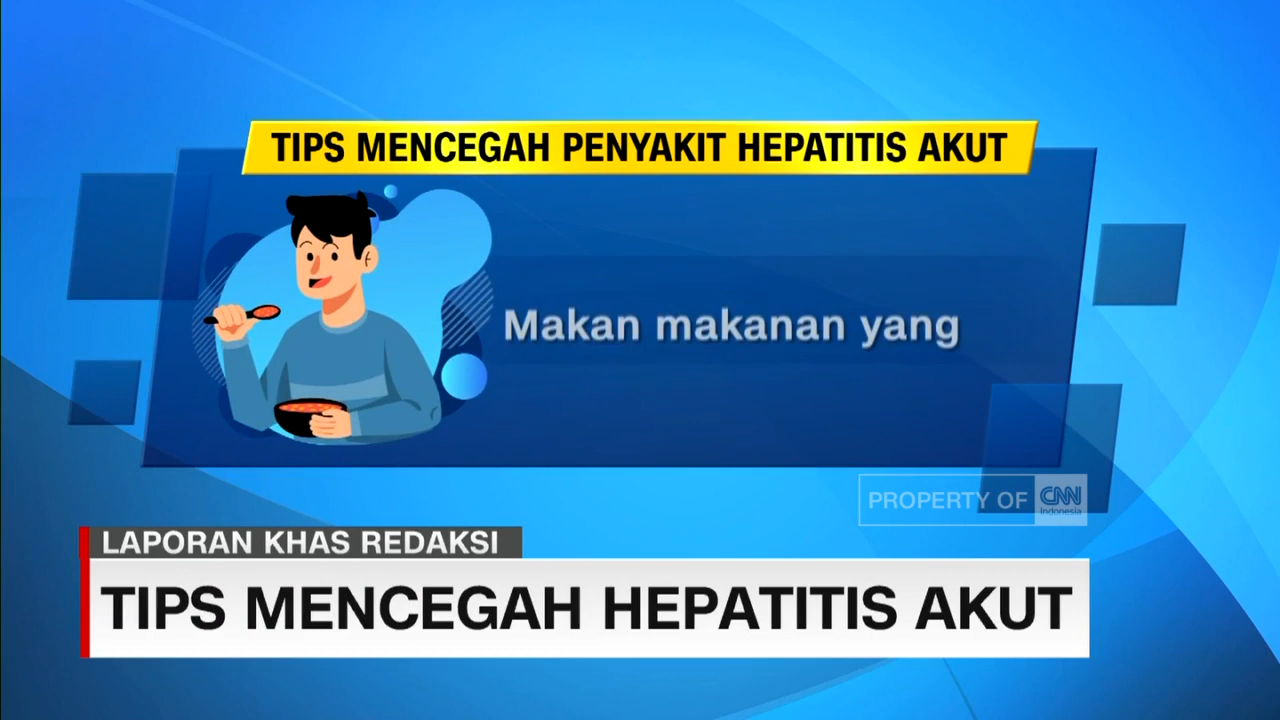 TIPS MENCEGAH PENYAKIT HEPATITIS AKUT
Makan makanan yang
PROPERTY OF CNN Indonesia
LAPORAN KHAS REDAKSI
TIPS MENCEGAH HEPATITIS AKUT